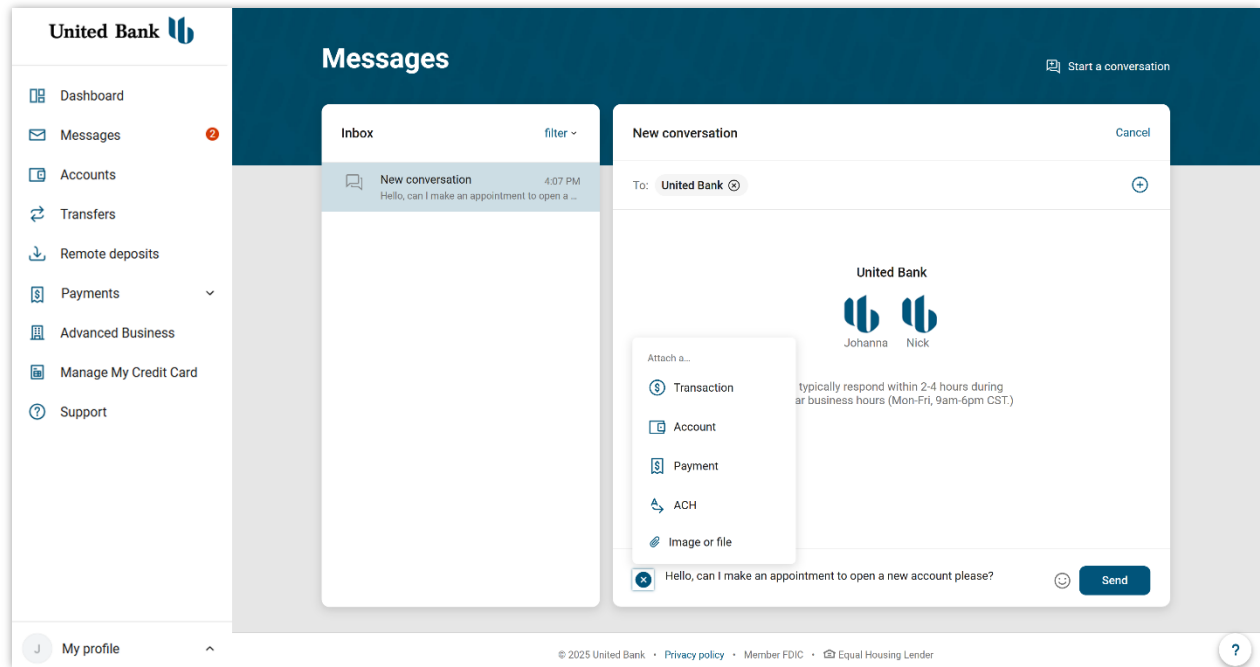 United Bank
Dashboard
Messages
2
Accounts
Transfers
Remote deposits
Payments
Advanced Business
Manage My Credit Card
Support
J
My profile
Messages
Start a conversation
Inbox
filter
New conversation
4:07 PM
Hello, can I make an appointment to open a ...
New conversation
Cancel
To: United Bank
United Bank
Johanna Nick
typically respond within 2-4 hours during
ar business hours (Mon-Fri, 9am-6pm CST.)
Attach a...
Transaction
Account
Payment
ACH
Image or file
Hello, can I make an appointment to open a new account please?
Send
© 2025 United Bank • Privacy policy • Member FDIC • Equal Housing Lender
?